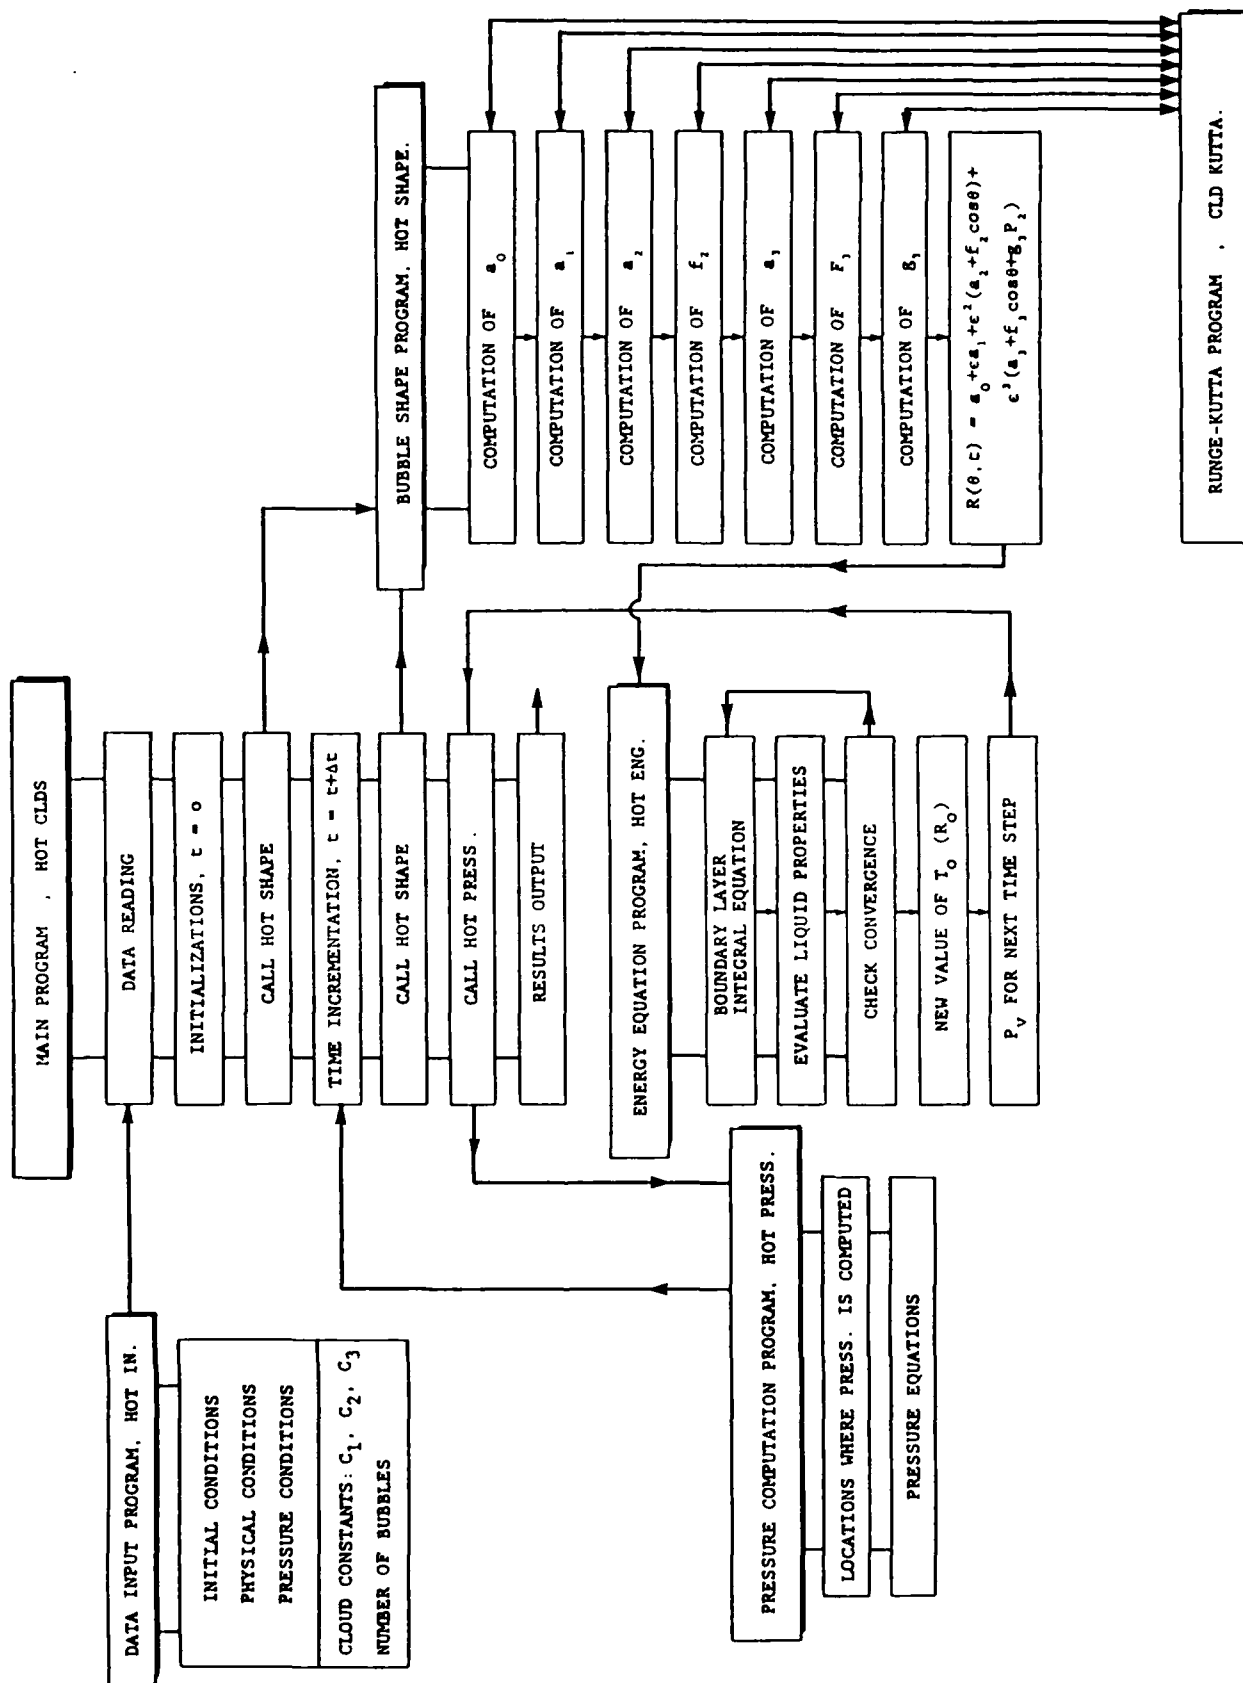 MAIN PROGRAM , HOT CLDS
DATA READING
INITIALIZATIONS, t = o
CALL HOT SHAPE
TIME INCREMENTATION, t = t+Δt
CALL HOT SHAPE
CALL HOT PRESS.
RESULTS OUTPUT
DATA INPUT PROGRAM, HOT IN.
INITIAL CONDITIONS
PHYSICAL CONDITIONS
PRESSURE CONDITIONS
CLOUD CONSTANTS: C₁, C₂, C₃
NUMBER OF BUBBLES
BUBBLE SHAPE PROGRAM, HOT SHAPE.
COMPUTATION OF a₀
COMPUTATION OF a₁
COMPUTATION OF a₂
COMPUTATION OF f₂
COMPUTATION OF a₃
COMPUTATION OF F₃
COMPUTATION OF g₃
R(θ,t) = a₀+εa₁+ε²(a₂+f₂cosθ)+
ε³(a₃+f₃cosθ+g₃P₂)
ENERGY EQUATION PROGRAM, HOT ENG.
BOUNDARY LAYER
INTEGRAL EQUATION
EVALUATE LIQUID PROPERTIES
CHECK CONVERGENCE
NEW VALUE OF T₀ (R₀)
Pᵥ FOR NEXT TIME STEP
PRESSURE COMPUTATION PROGRAM, HOT PRESS.
LOCATIONS WHERE PRESS. IS COMPUTED
PRESSURE EQUATIONS
RUNGE-KUTTA PROGRAM , CLD KUTTA.